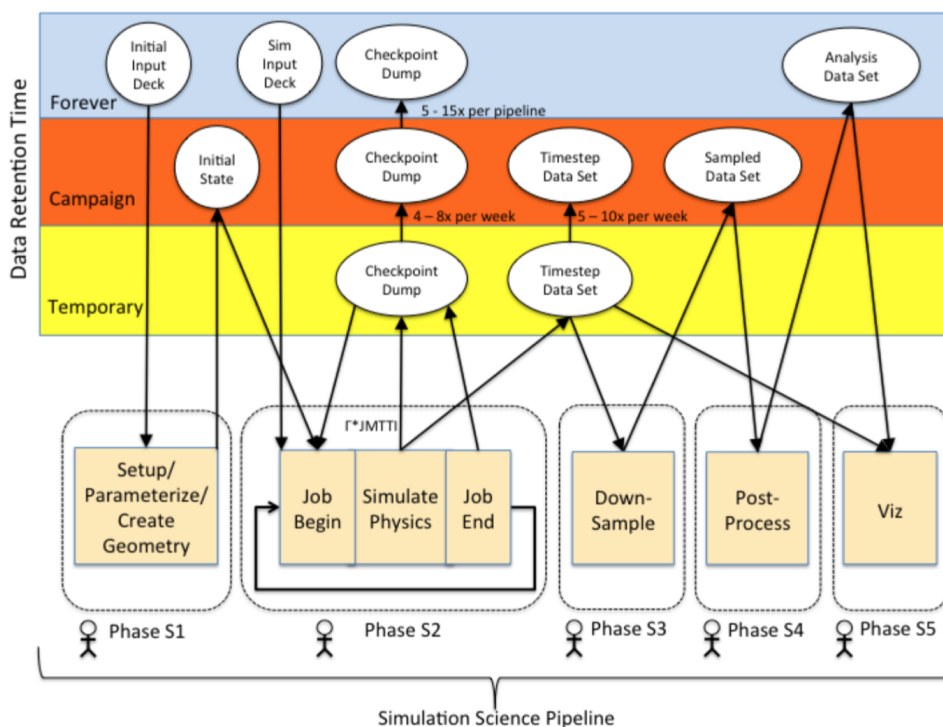 Data Retention Time
Initial
Input
Deck
Sim
Input
Deck
Checkpoint
Dump
Analysis
Data Set
Forever
5 - 15x per pipeline
Initial
State
Checkpoint
Dump
Timestep
Data Set
Sampled
Data Set
Campaign
4 – 8x per week
5 – 10x per week
Checkpoint
Dump
Timestep
Data Set
Temporary
Γ*JMTTI
Setup/
Parameterize/
Create
Geometry
Job
Begin
Simulate
Physics
Job
End
Down-
Sample
Post-
Process
Viz
Phase S1
Phase S2
Phase S3
Phase S4
Phase S5
Simulation Science Pipeline